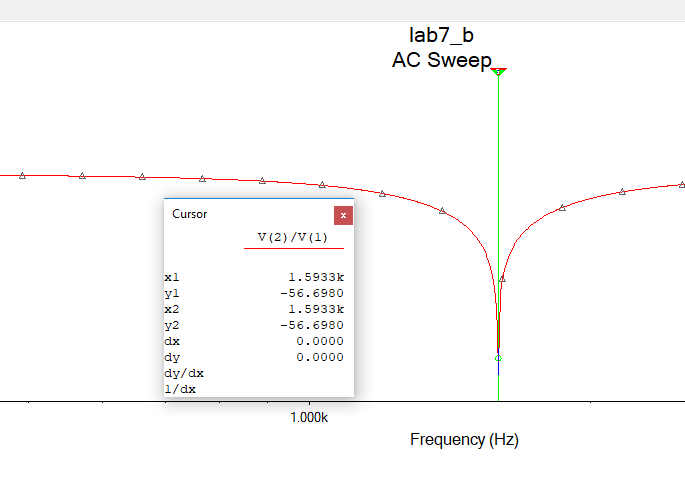 lab7_b
AC Sweep
Cursor x
V(2)/V(1)
x1 1.5933k
y1 -56.6980
x2 1.5933k
y2 -56.6980
dx 0.0000
dy 0.0000
dy/dx
1/dx
1.000k
Frequency (Hz)